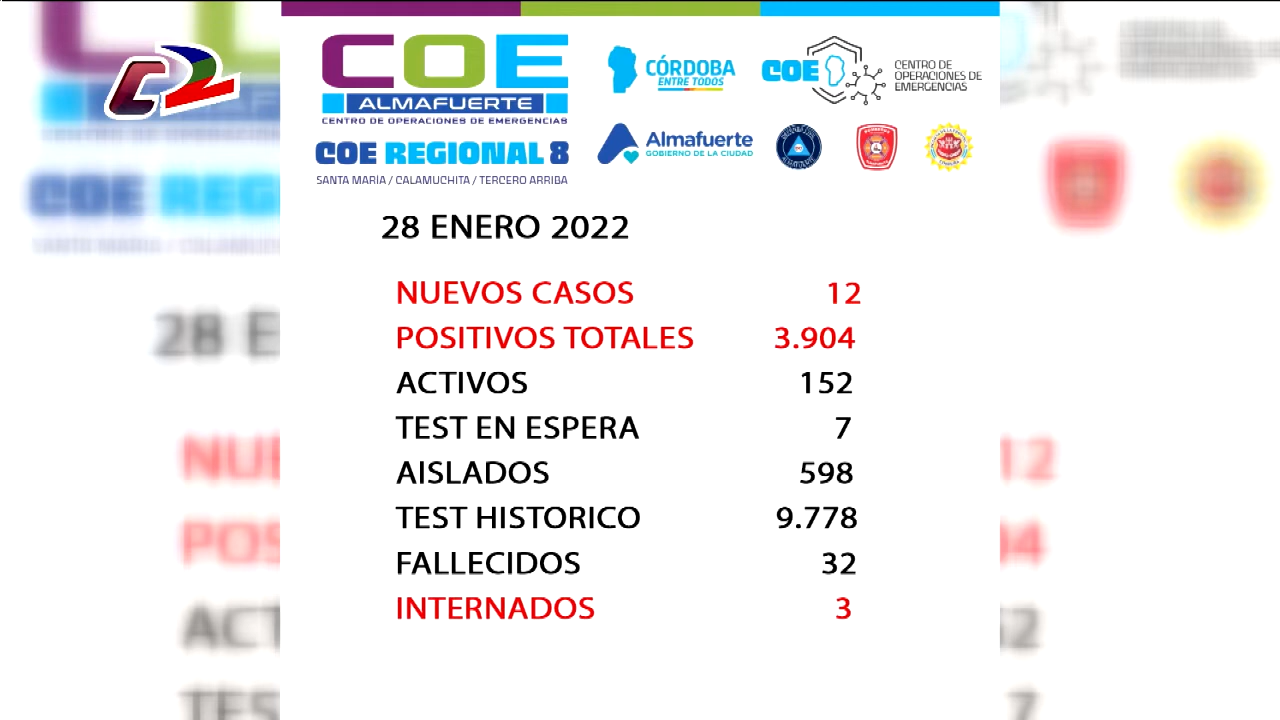 C2
COE
ALMAFUERTE
CENTRO DE OPERACIONES DE EMERGENCIAS
COE REGIONAL 8
SANTA MARÍA / CALAMUCHITA / TERCERO ARRIBA
CÓRDOBA
ENTRE TODOS
COE
CENTRO DE
OPERACIONES DE
EMERGENCIAS
Almafuerte
GOBIERNO DE LA CIUDAD
28 ENERO 2022
NUEVOS CASOS 12
POSITIVOS TOTALES 3.904
ACTIVOS 152
TEST EN ESPERA 7
AISLADOS 598
TEST HISTORICO 9.778
FALLECIDOS 32
INTERNADOS 3